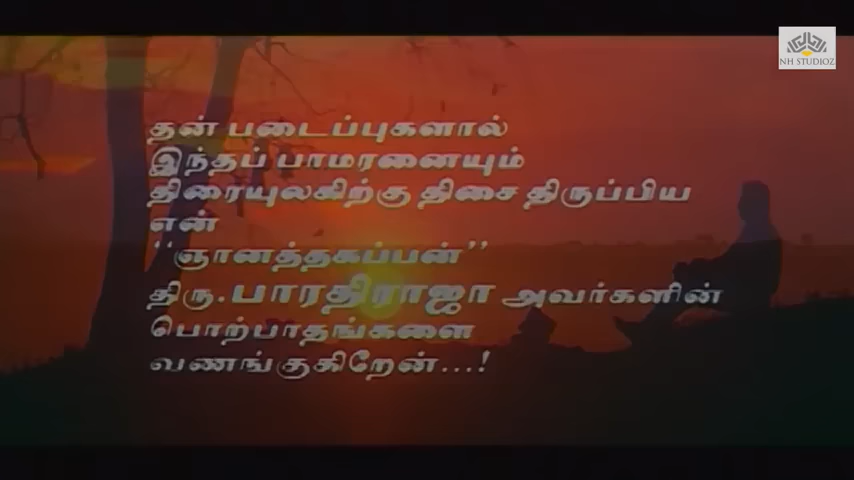 NH STUDIOZ
தன் படைப்புகளால்
இந்தப் பாமரனையும்
திரையுலகிற்கு திசை திருப்பிய
என்
"ஞானத்தகப்பன்"
திரு.பாரதிராஜா அவர்களின்
பொற்பாதங்களை
வணங்குகிறேன்...!